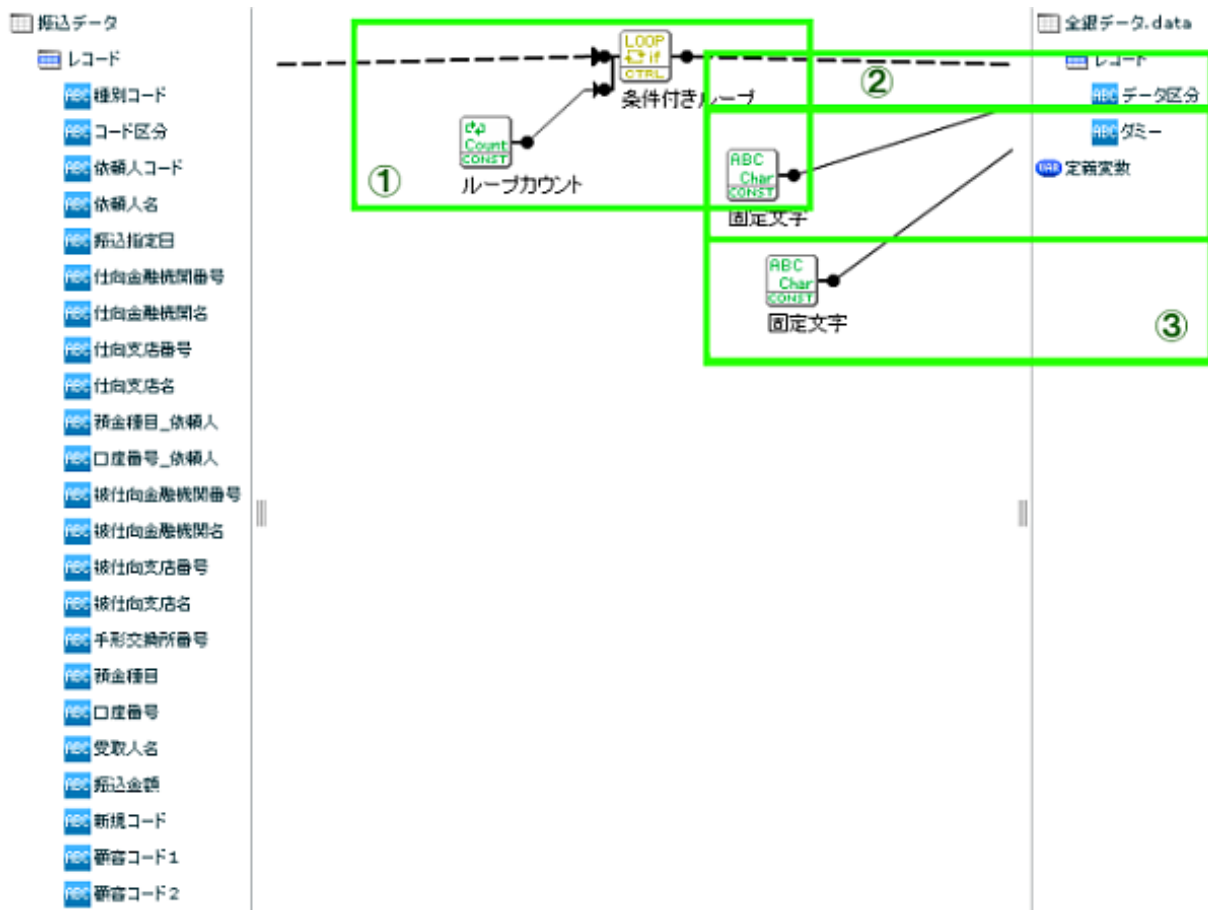 振込データ
レコード
種別コード
コード区分
依頼人コード
依頼人名
振込指定日
仕向金融機関番号
仕向金融機関名
仕向支店番号
仕向支店名
預金種目_依頼人
口座番号_依頼人
被仕向金融機関番号
被仕向金融機関名
被仕向支店番号
被仕向支店名
手形交換所番号
預金種目
口座番号
受取人名
振込金額
新規コード
顧客コード1
顧客コード2
LOOP
if
CTRL
条件付きループ
Count
CONST
ループカウント
①
②
ABC
Char
CONST
固定文字
ABC
Char
CONST
固定文字
③
全銀データ.data
レコード
ABC データ区分
ABC ダミー
VAR 定義変数